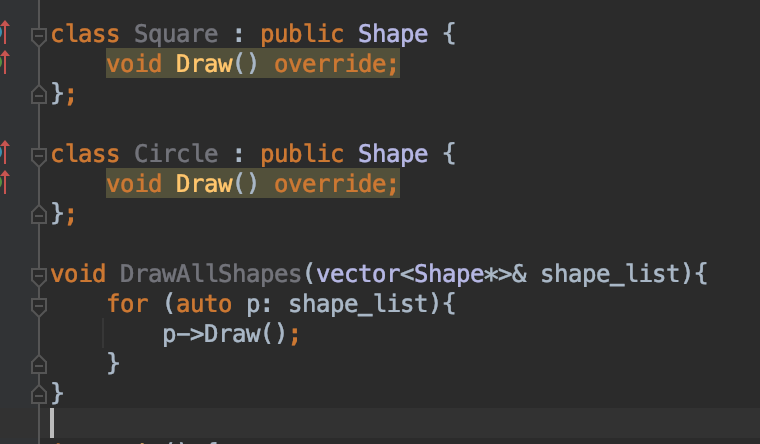 class Square : public Shape {
    void Draw() override;
};

class Circle : public Shape {
    void Draw() override;
};

void DrawAllShapes(vector<Shape*>& shape_list){
    for (auto p: shape_list){
        p->Draw();
    }
}